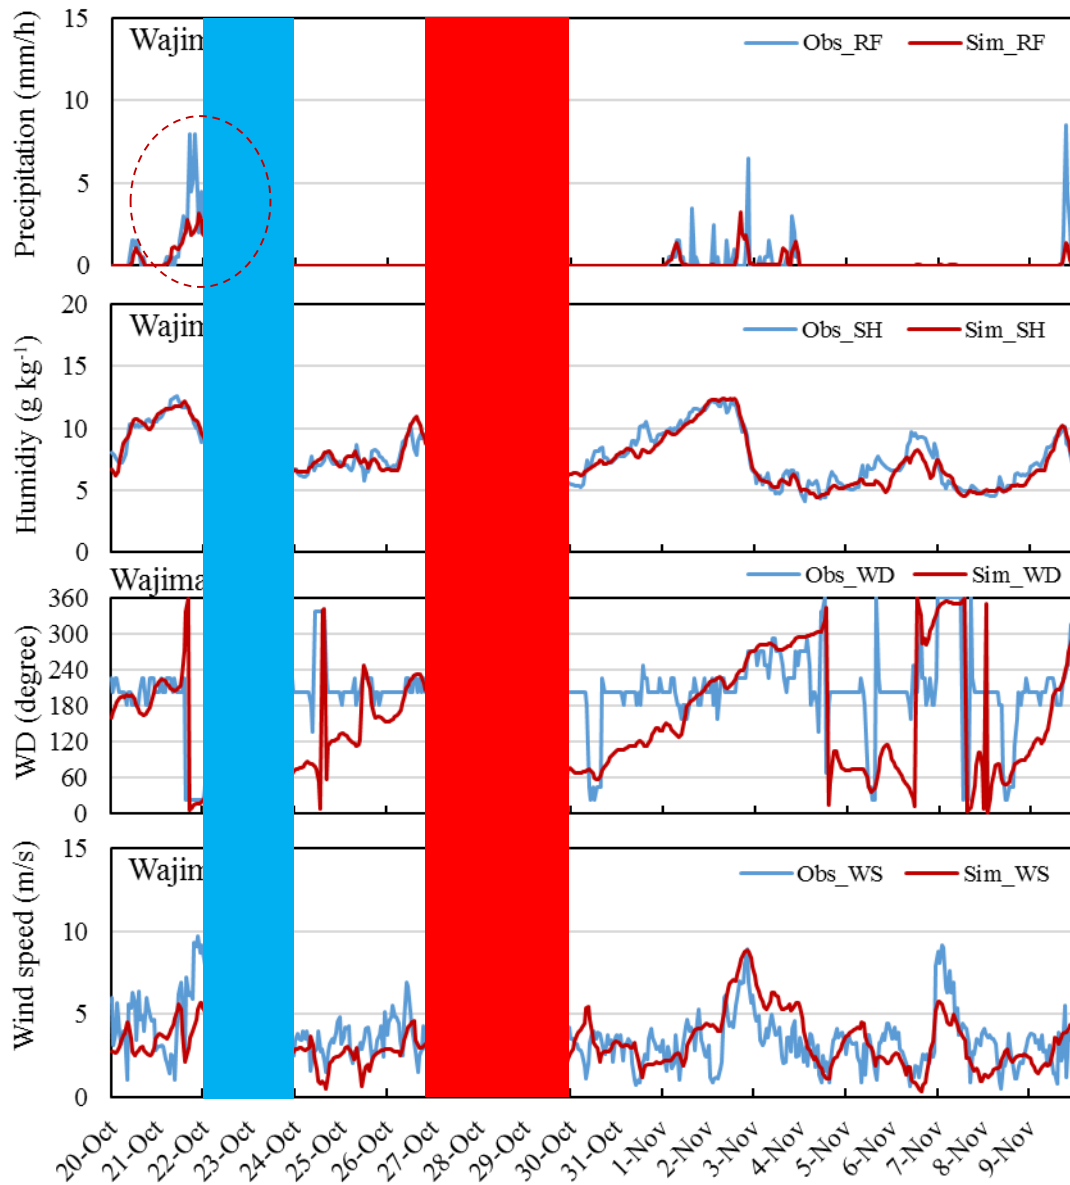 Precipitation (mm/h)
15
10
5
0
Wajim
Obs_RF
Sim_RF
Humidiy (g kg⁻¹)
20
15
10
5
0
Wajim
Obs_SH
Sim_SH
WD (degree)
Wajima
360
300
240
180
120
60
0
Obs_WD
Sim_WD
Wind speed (m/s)
15
10
5
0
Wajim
Obs_WS
Sim_WS
20-Oct
21-Oct
22-Oct
23-Oct
24-Oct
25-Oct
26-Oct
27-Oct
28-Oct
29-Oct
30-Oct
31-Oct
1-Nov
2-Nov
3-Nov
4-Nov
5-Nov
6-Nov
7-Nov
8-Nov
9-Nov